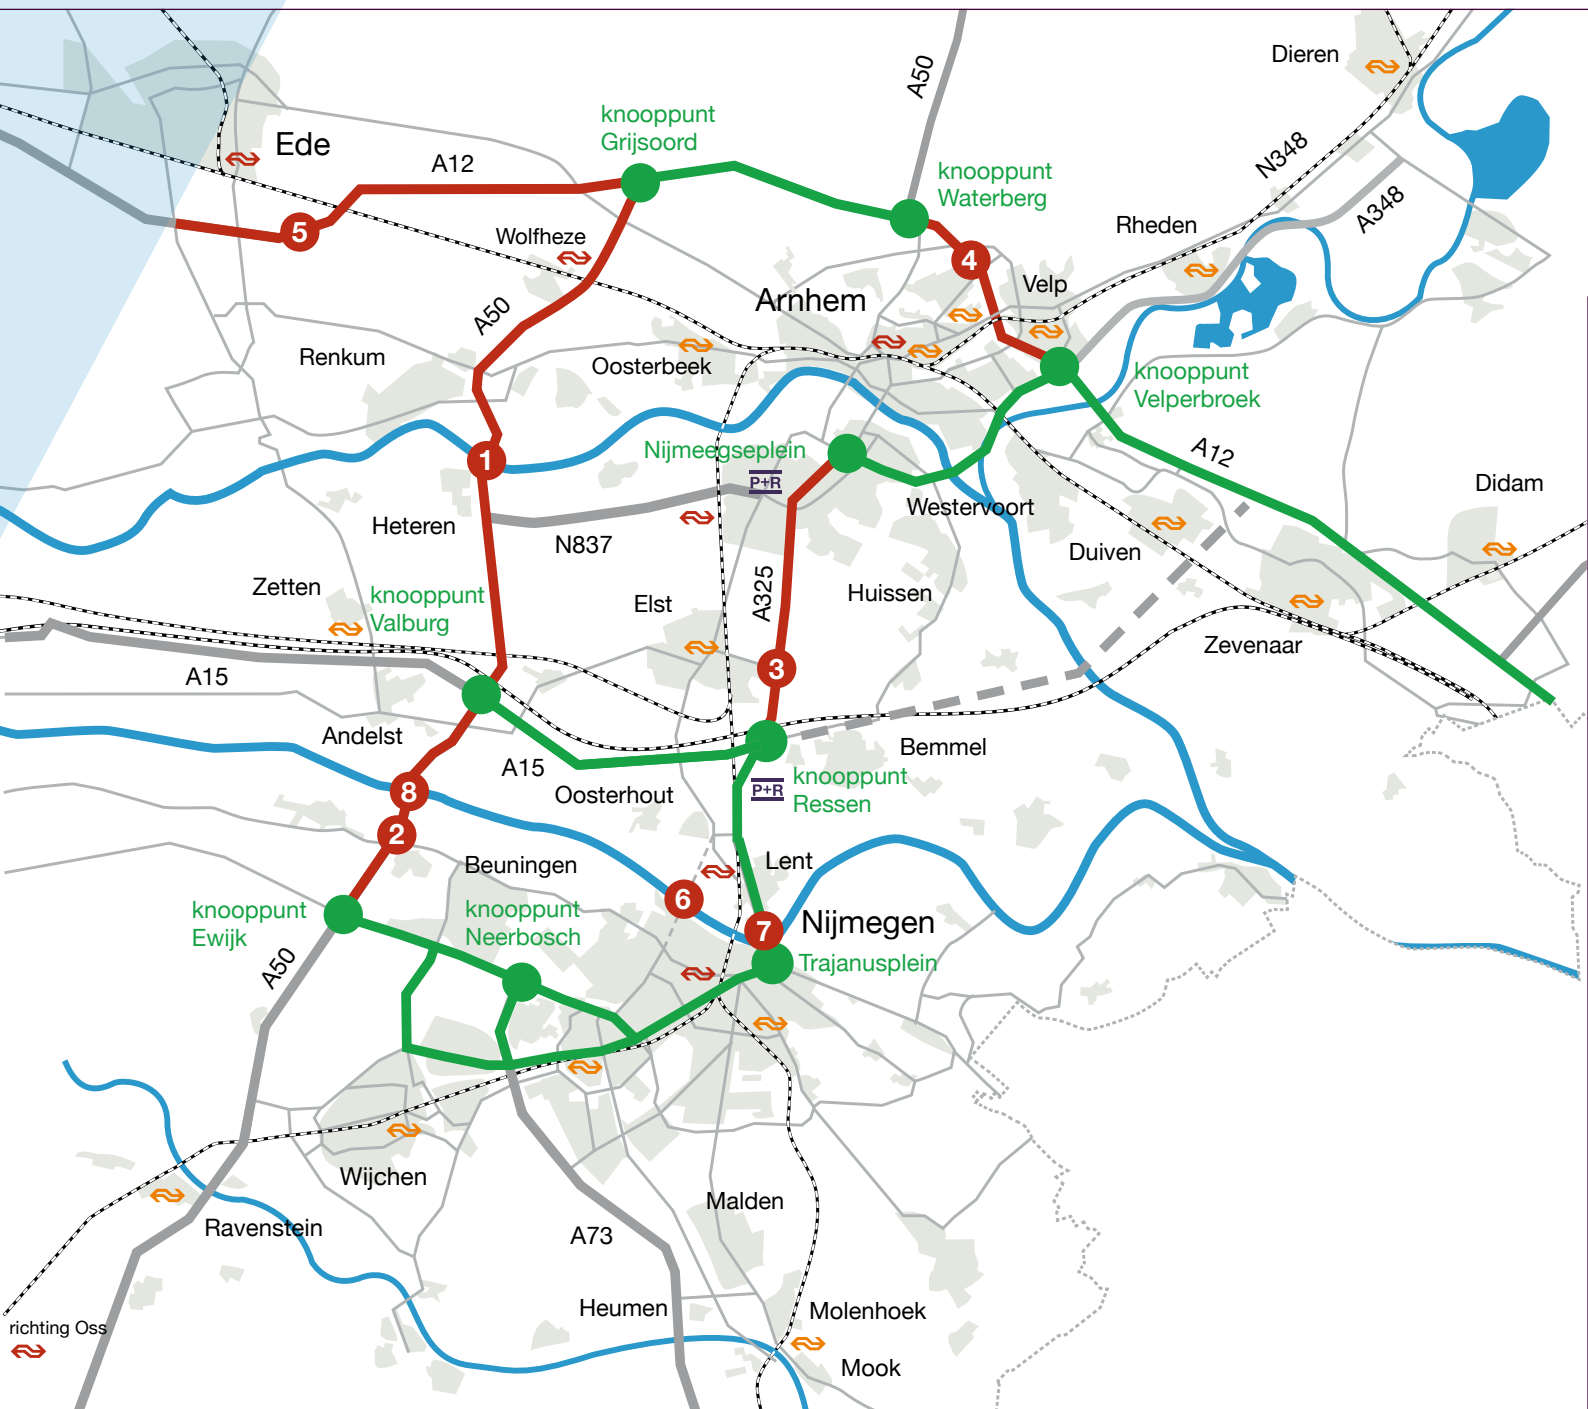 Dieren
A50
knooppunt
Grijsoord
Ede
A12
N348
knooppunt
Waterberg
A348
Rheden
5
Wolfheze
4
Velp
Arnhem
A50
Renkum
Oosterbeek
knooppunt
Velperbroek
Nijmeegseplein
A12
1
P+R
Didam
Westervoort
Heteren
N837
Duiven
Zetten
knooppunt
Valburg
A325
Elst
Huissen
Zevenaar
3
A15
Andelst
Bemmel
A15
knooppunt
Ressen
P+R
8
Oosterhout
2
Beuningen
Lent
6
knooppunt
Ewijk
knooppunt
Neerbosch
7
Nijmegen
A50
Trajanusplein
Wijchen
Malden
Ravenstein
A73
Heumen
Molenhoek
richting Oss
Mook